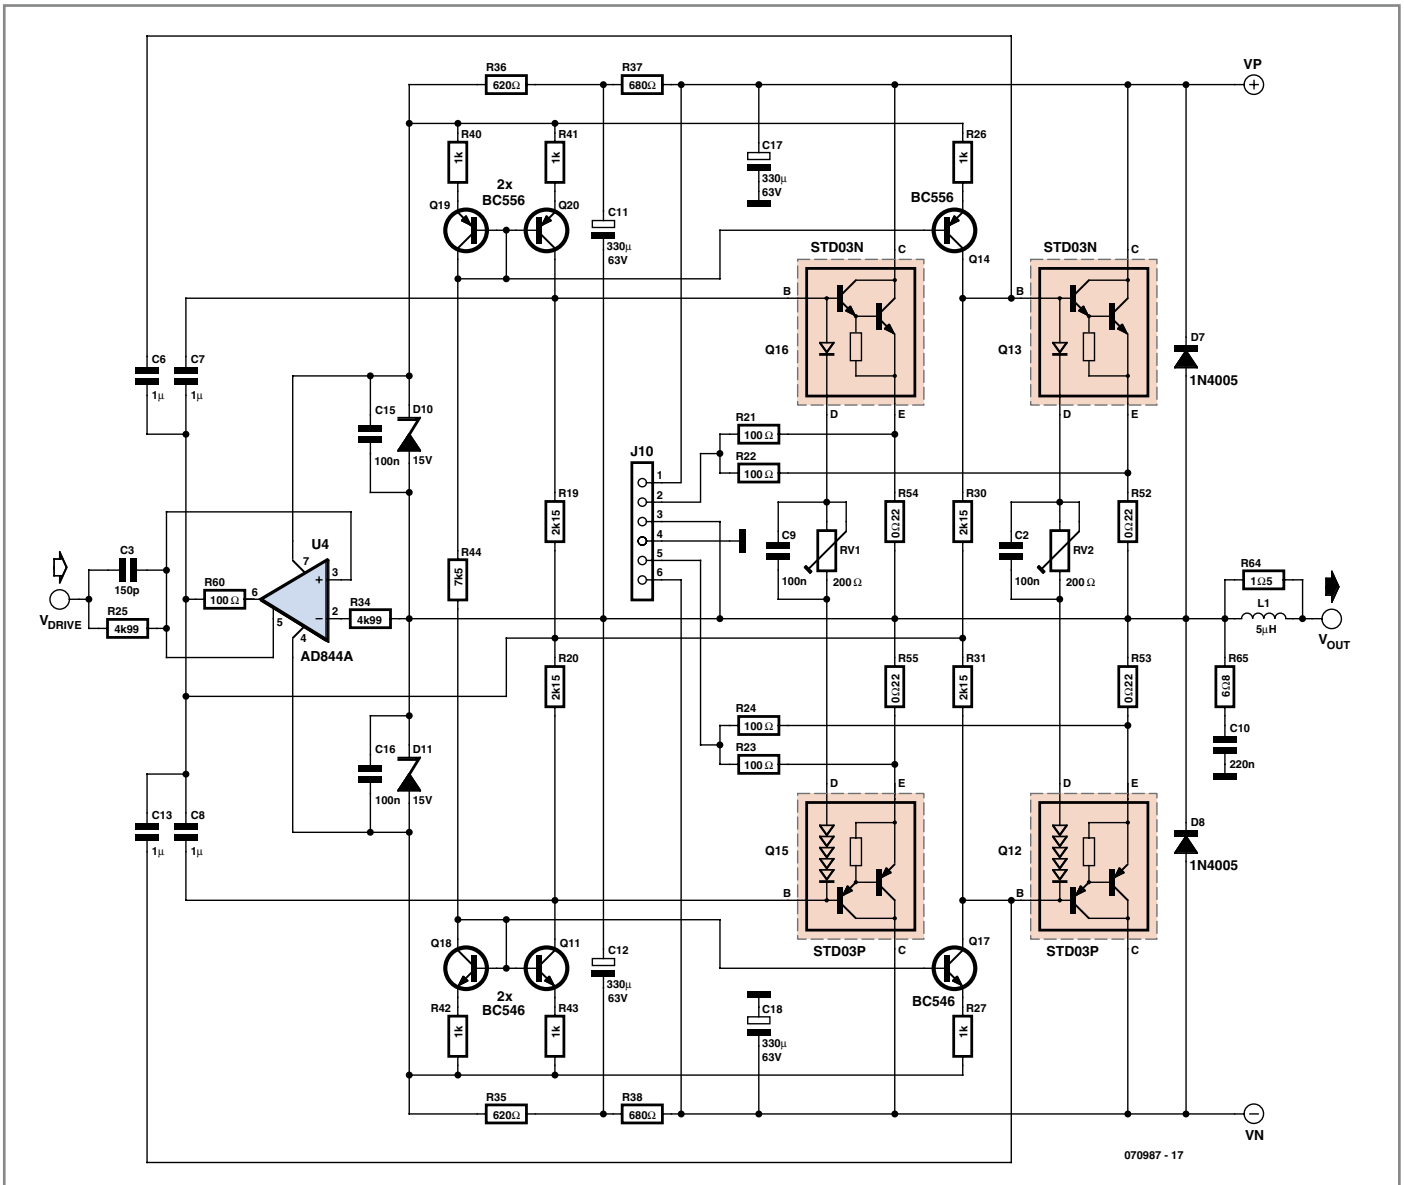 R36
620Ω
R37
680Ω
VP
R40
1k
R41
1k
R26
1k
C17
330µ
63V
2x
BC556
Q19
Q20
C11
330µ
63V
BC556
Q14
STD03N
C
STD03N
C
B
B
Q16
Q13
D7
1N4005
C6
1µ
C7
1µ
C15
100n
D10
15V
D
E
D
E
R21
100 Ω
R22
100 Ω
J10
1
2
3
4
5
6
R19
2k15
R54
0Ω22
R30
2k15
R52
0Ω22
C9
100n
RV1
200 Ω
C2
100n
RV2
200 Ω
U4
7
3
+
6
2
–
5
4
AD844A
C3
150p
R25
4k99
VDRIVE
R60
100 Ω
R34
4k99
R44
7k5
R64
1Ω5
L1
5µH
VOUT
R20
2k15
R55
0Ω22
R31
2k15
R53
0Ω22
R65
6Ω8
C10
220n
R24
100 Ω
R23
100 Ω
C16
100n
D11
15V
C13
1µ
C8
1µ
D
E
D
E
Q15
Q12
D8
1N4005
B
B
STD03P
C
STD03P
C
Q18
Q11
2x
BC546
C12
330µ
63V
Q17
BC546
R42
1k
R43
1k
R27
1k
C18
330µ
63V
R35
620Ω
R38
680Ω
VN
070987 - 17